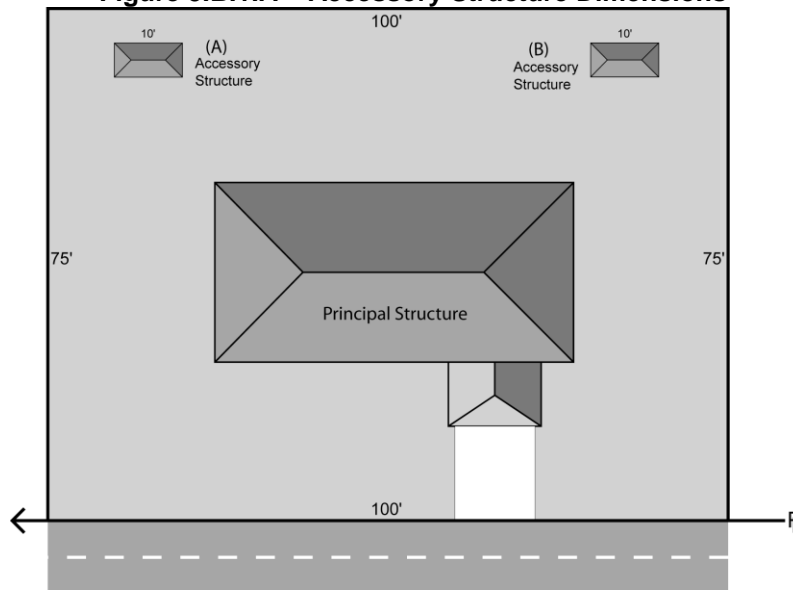 100'
10'
(A)
Accessory
Structure
(B)
Accessory
Structure
10'
75'
75'
Principal Structure
100'